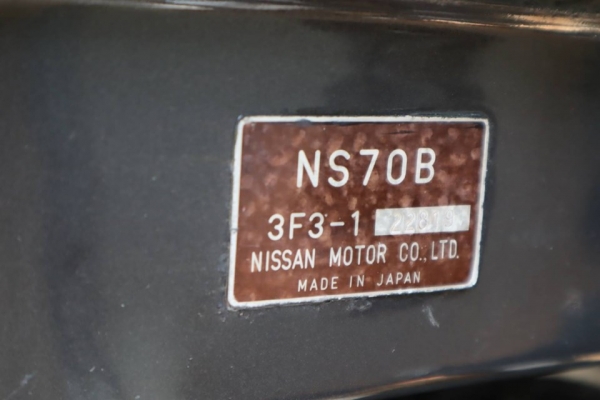 NS70B
3F3-1
NISSAN MOTOR CO., LTD.
MADE IN JAPAN